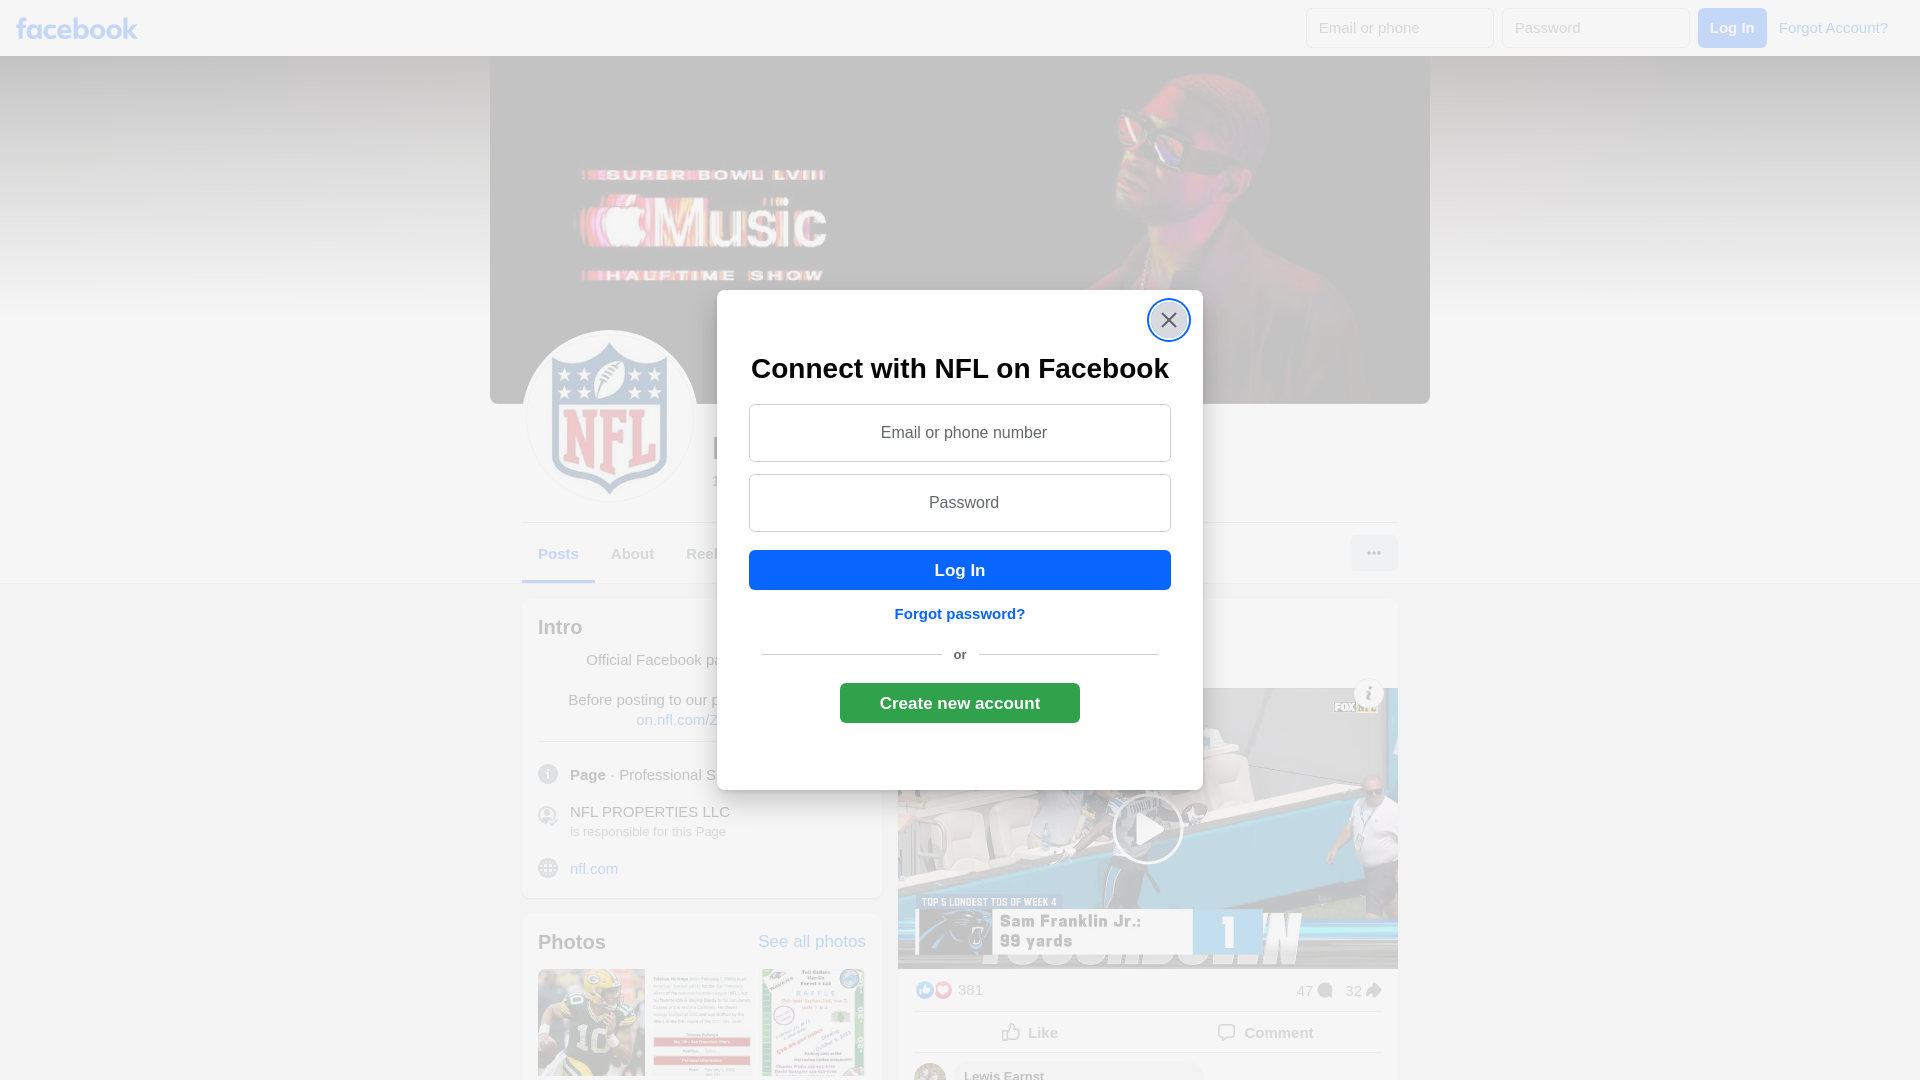 facebook
Email or phone
Password
Log In
Forgot Account?
SUPER BOWL LVIII
Music
HALFTIME SHOW
NFL
Connect with NFL on Facebook
Email or phone number
Password
Log In
Forgot password?
or
Create new account
Posts
About
Intro
Official Facebook
Before posting to our
on.nfl.com/
Page · Professional
NFL PROPERTIES LLC
is responsible for this Page
nfl.com
Photos
See all photos
FOX
TOP 5 LONGEST TDS OF WEEK 4
Sam Franklin Jr.:
99 yards
1
381
47
32
Like
Comment
Lewis Earnst